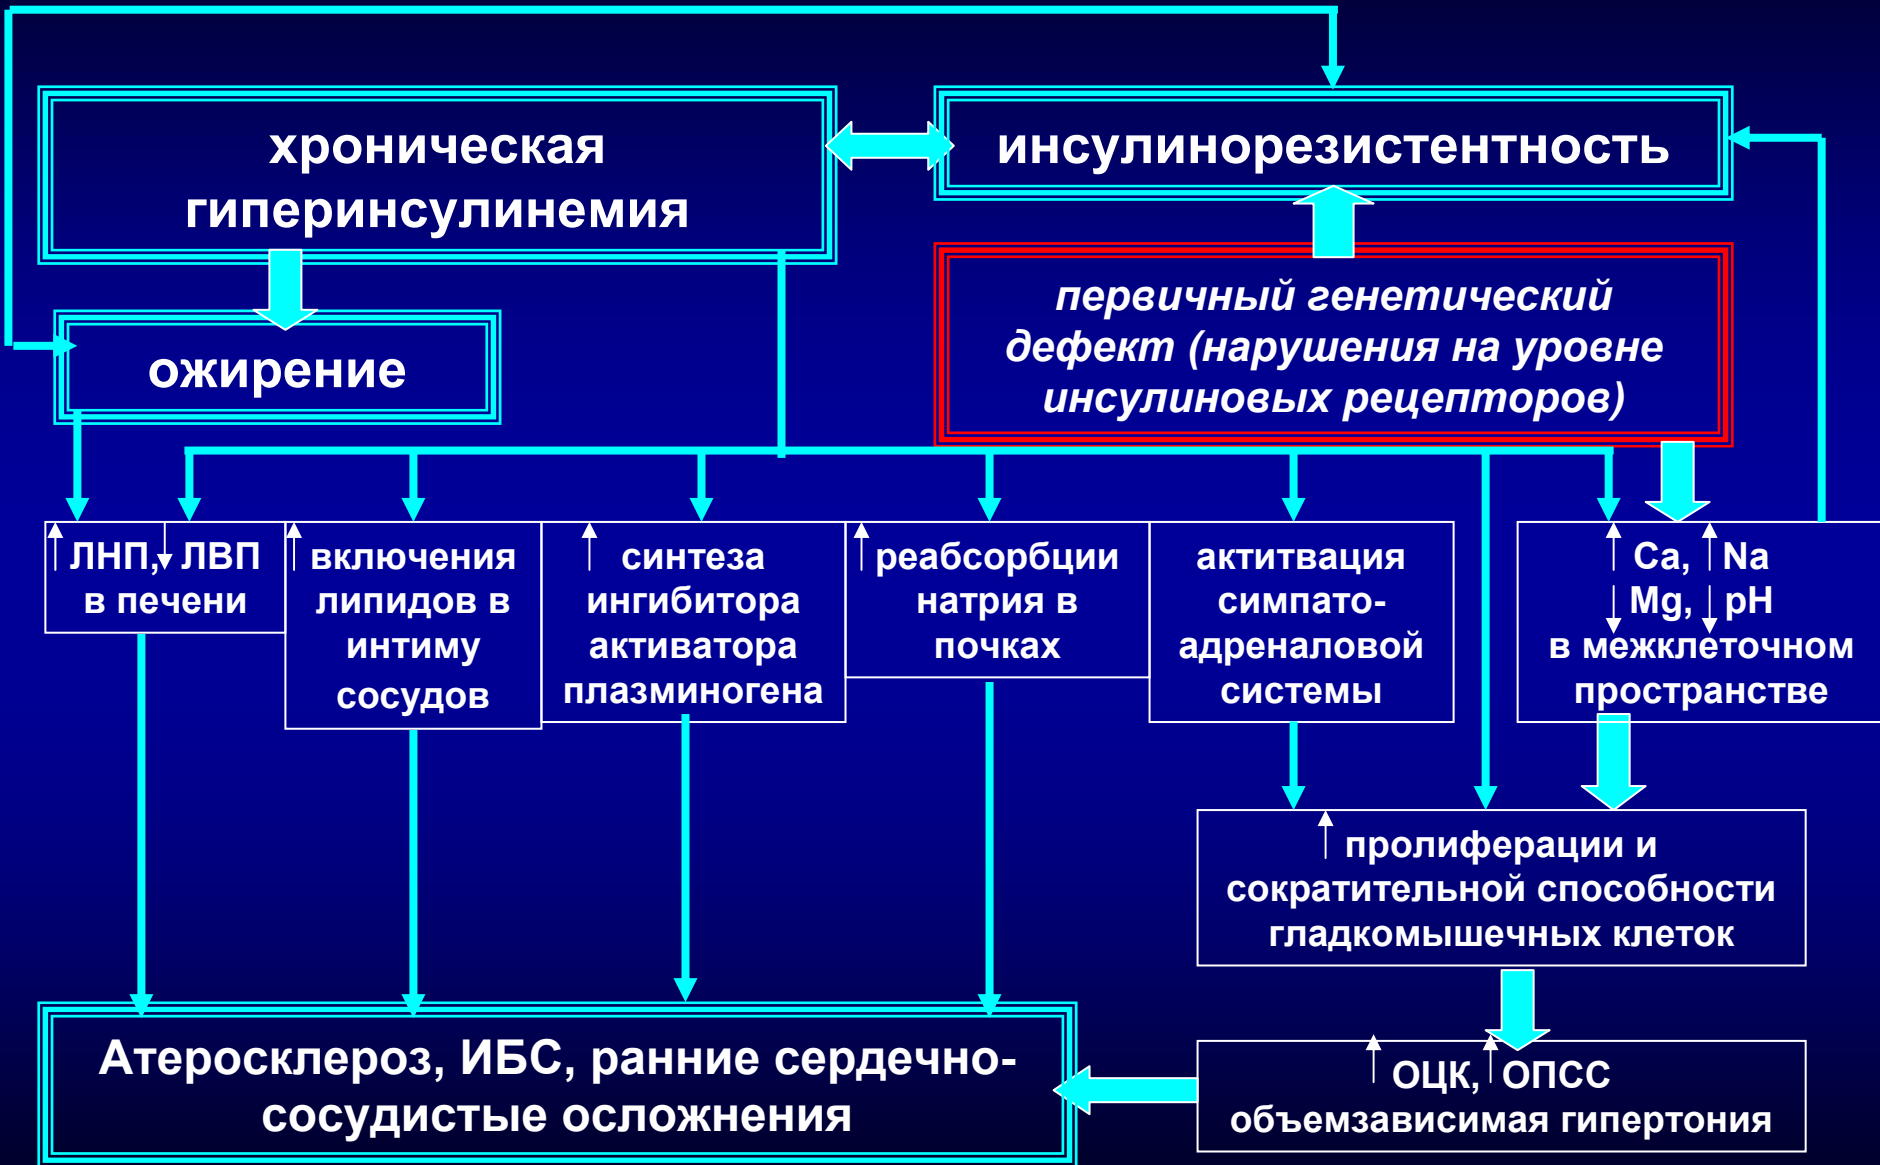 хроническая
гиперинсулинемия
инсулинорезистентность
первичный генетический
дефект (нарушения на уровне
инсулиновых рецепторов)
ожирение
ЛНП, ЛВП
в печени
включения
липидов в
интиму
сосудов
синтеза
ингибитора
активатора
плазминогена
реабсорбции
натрия в
почках
актитвация
симпато-
адреналовой
системы
Ca, Na
Mg, pH
в межклеточном
пространстве
пролиферации и
сократительной способности
гладкомышечных клеток
Атеросклероз, ИБС, ранние сердечно-
сосудистые осложнения
ОЦК, ОПСС
объемзависимая гипертония